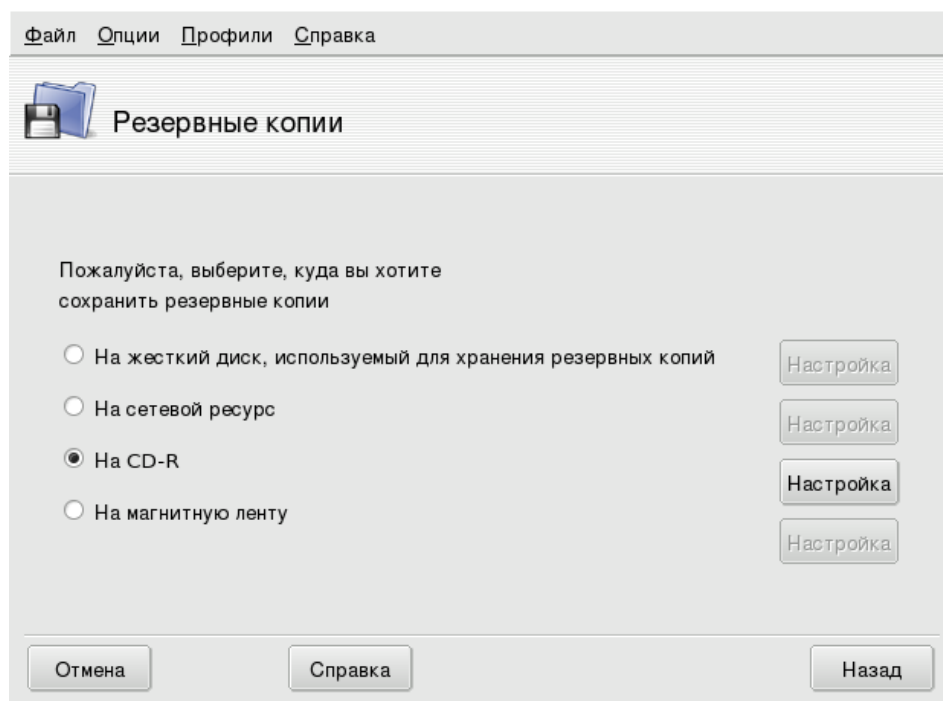 Файл Опции Профили Справка
Резервные копии
Пожалуйста, выберите, куда вы хотите
сохранить резервные копии
На жесткий диск, используемый для хранения резервных копий Настройка
На сетевой ресурс Настройка
На CD-R Настройка
На магнитную ленту Настройка
Отмена Справка Назад